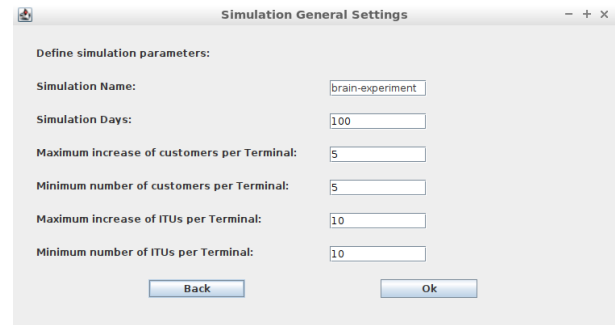 Simulation General Settings
Define simulation parameters:
Simulation Name: brain-experiment
Simulation Days: 100
Maximum increase of customers per Terminal: 5
Minimum number of customers per Terminal: 5
Maximum increase of ITUs per Terminal: 10
Minimum number of ITUs per Terminal: 10
Back Ok